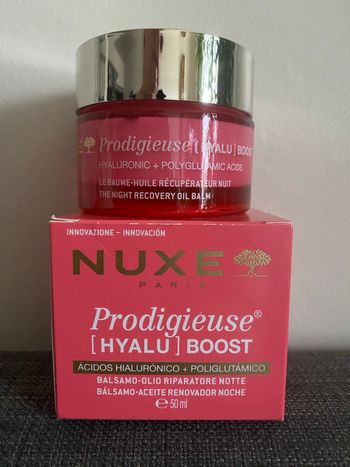 NUXE Prodigieuse [HYALU] BOOST
HYALURONIC + POLYGLUTAMIC ACIDS
LE BAUME-HUILE RÉCUPÉRATEUR NUIT
THE NIGHT RECOVERY OIL BALM
INNOVAZIONE – INNOVACIÓN
NUXE
PARIS
Prodigieuse®
[HYALU] BOOST
ÁCIDOS HIALURÓNICO + POLIGLUTÁMICO
BALSAMO-OLIO RIPARATORE NOTTE
BÁLSAMO-ACEITE RENOVADOR NOCHE
℮ 50 ml